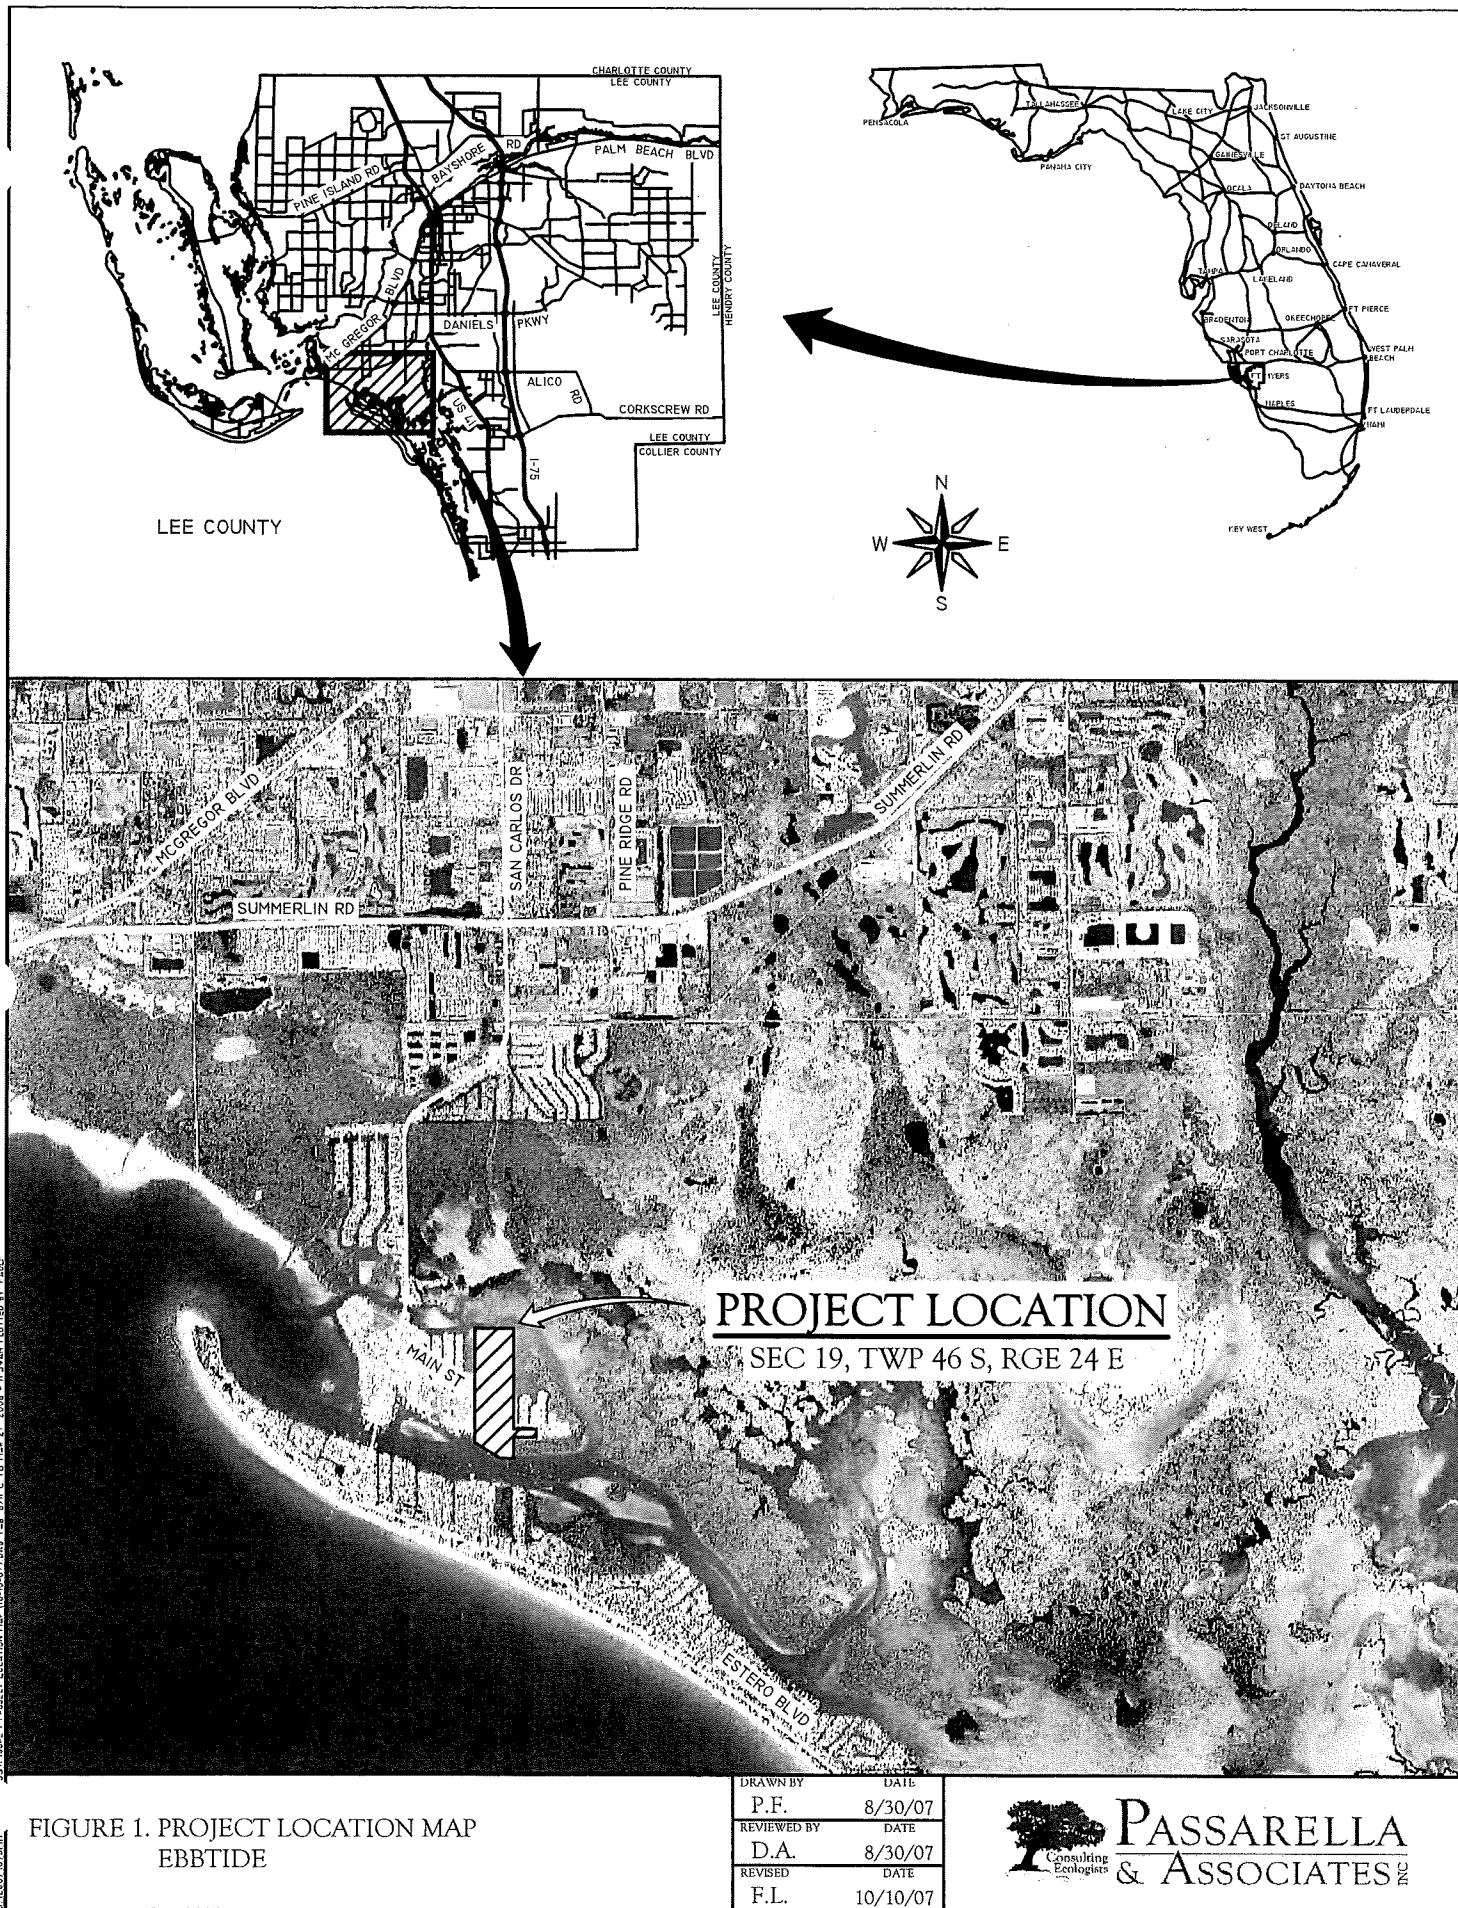 CHARLOTTE COUNTY
LEE COUNTY
PINE ISLAND RD
BAYSHORE RD
PALM BEACH BLVD
LEE COUNTY
HENDRY COUNTY
Mc GREGOR BLVD
DANIELS PKWY
ALICO RD
US 41
CORKSCREW RD
LEE COUNTY
COLLIER COUNTY
I-75
LEE COUNTY
PENSACOLA
TALLAHASSEE
PANAMA CITY
LAKE CITY
JACKSONVILLE
ST AUGUSTINE
GAINESVILLE
OCALA
DAYTONA BEACH
DELAND
ORLANDO
CAPE CANAVERAL
TAMPA
LAKELAND
BRADENTON
OKEECHOBEE
FT PIERCE
SARASOTA
PORT CHARLOTTE
WEST PALM
BEACH
FT MYERS
NAPLES
FT LAUDERDALE
MIAMI
KEY WEST
N
W
E
S
MCGREGOR BLVD
SUMMERLIN RD
SAN CARLOS DR
PINE RIDGE RD
SUMMERLIN RD
PROJECT LOCATION
SEC 19, TWP 46 S, RGE 24 E
MAIN ST
ESTERO BLVD
FIGURE 1. PROJECT LOCATION MAP
EBBTIDE
DRAWN BY DATE
P.F. 8/30/07
REVIEWED BY DATE
D.A. 8/30/07
REVISED DATE
F.L. 10/10/07
Consulting
Ecologists
PASSARELLA
& ASSOCIATES INC